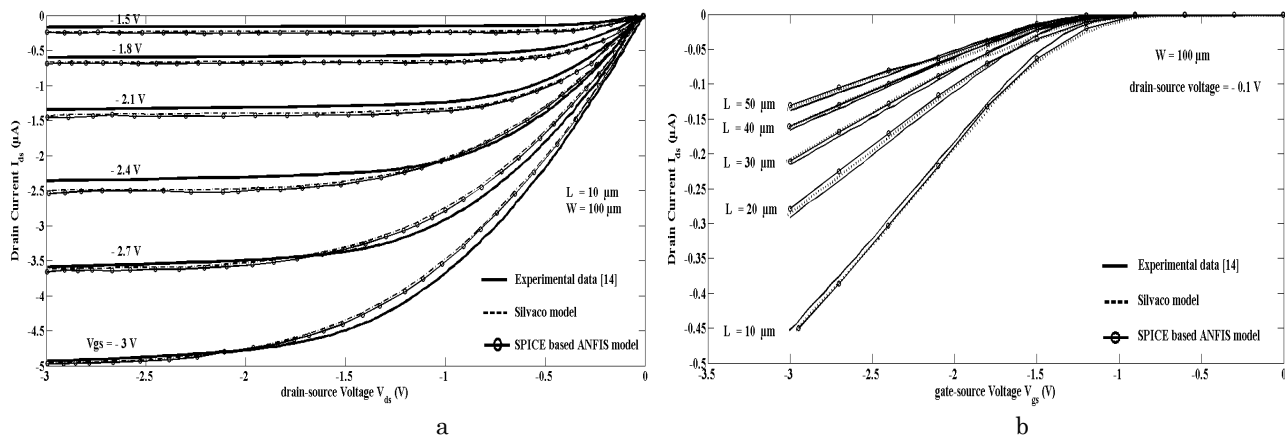 0
-0.5
-1
-1.5
-2
-2.5
-3
-3.5
-4
-4.5
-5
Drain Current I_ds (µA)
- 1.5 V
- 1.8 V
- 2.1 V
- 2.4 V
- 2.7 V
Vgs = - 3 V
L = 10 µm
W = 100 µm
Experimental data [14]
Silvaco model
SPICE based ANFIS model
-3 -2.5 -2 -1.5 -1 -0.5 0
drain-source Voltage V_ds (V)
a
0
-0.05
-0.1
-0.15
-0.2
-0.25
-0.3
-0.35
-0.4
-0.45
-0.5
Drain Current I_ds (µA)
W = 100 µm
drain-source voltage = - 0.1 V
L = 50 µm
L = 40 µm
L = 30 µm
L = 20 µm
L = 10 µm
Experimental data [14]
Silvaco model
SPICE based ANFIS model
-3.5 -3 -2.5 -2 -1.5 -1 -0.5 0
gate-source Voltage V_gs (V)
b